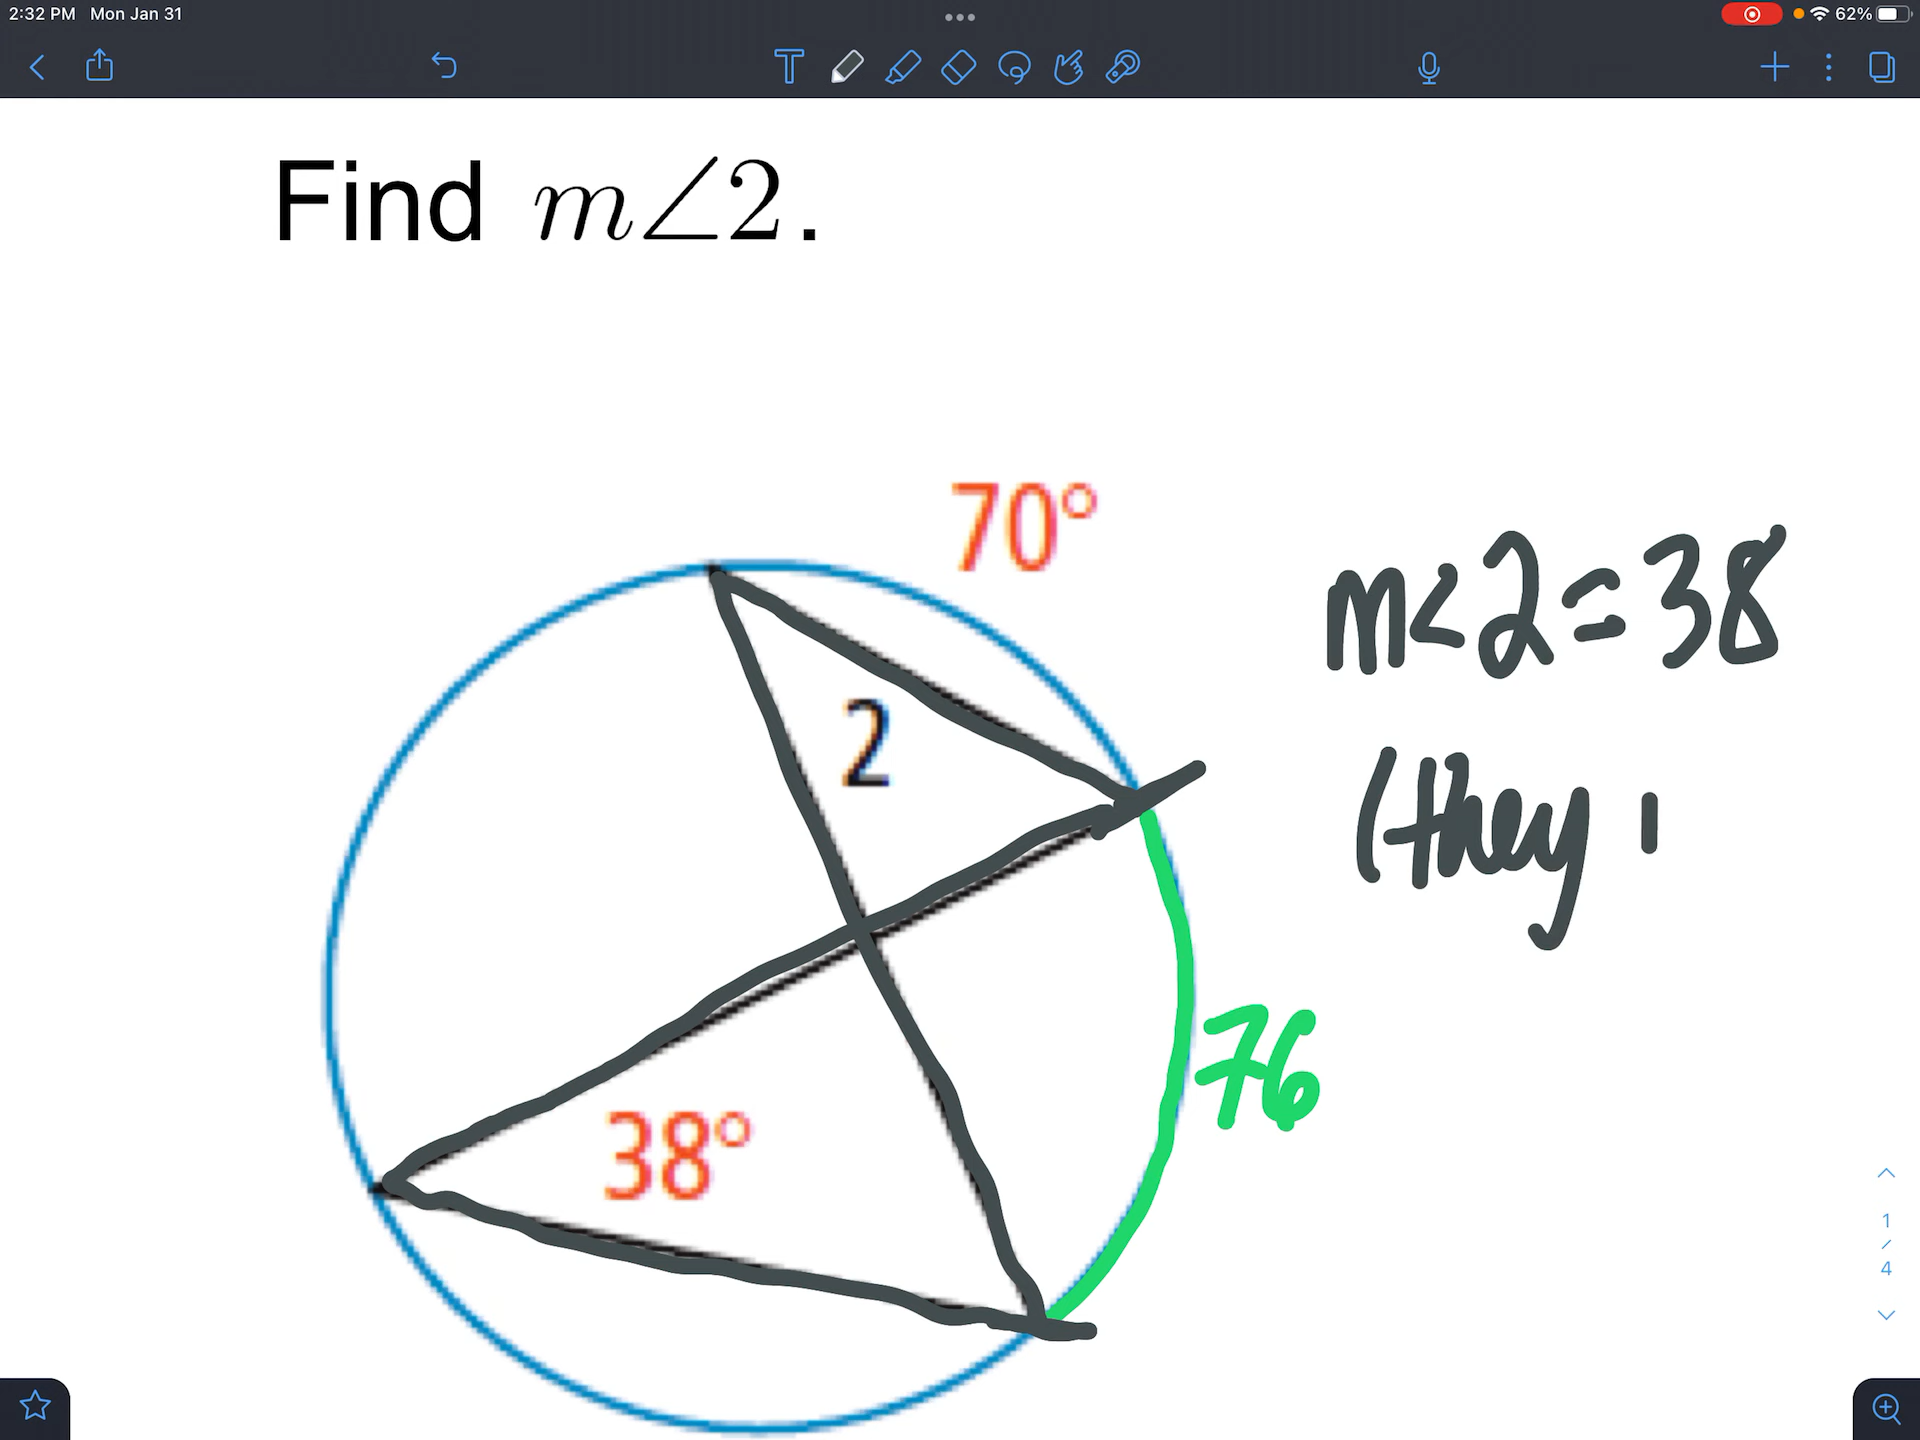 2:32 PM Mon Jan 31
62%
T
Find m∠2.
70°
m<2=38
2
(they
76
38°
1
/
4